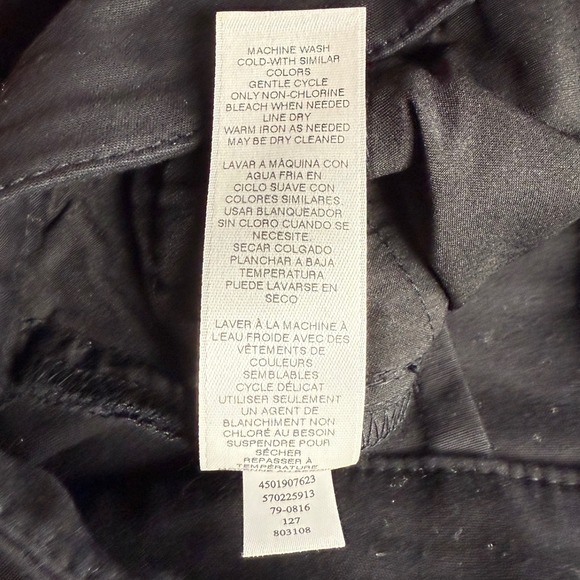 MACHINE WASH
COLD-WITH SIMILAR
COLORS
GENTLE CYCLE
ONLY NON-CHLORINE
BLEACH WHEN NEEDED
LINE DRY
WARM IRON AS NEEDED
MAY BE DRY CLEANED
LAVAR A MÀQUINA CON
AGUA FRIA EN
CICLO SUAVE CON
COLORES SIMILARES.
USAR BLANQUEADOR
SIN CLORO CUANDO SE
NECESITE.
SECAR COLGADO
PLANCHAR A BAJA
TEMPERATURA
PUEDE LAVARSE EN
SECO
LAVER À LA MACHINE À
L'EAU FROIDE AVEC DES
VÊTEMENTS DE
COULEURS
SEMBLABLES
CYCLE DÉLICAT
UTILISER SEULEMENT
UN AGENT DE
BLANCHIMENT NON
CHLORÉ AU BESOIN
SUSPENDRE POUR
SÉCHER
REPASSER À
TEMPÉRATURE
4501907623
570225913
79-0816
127
803108